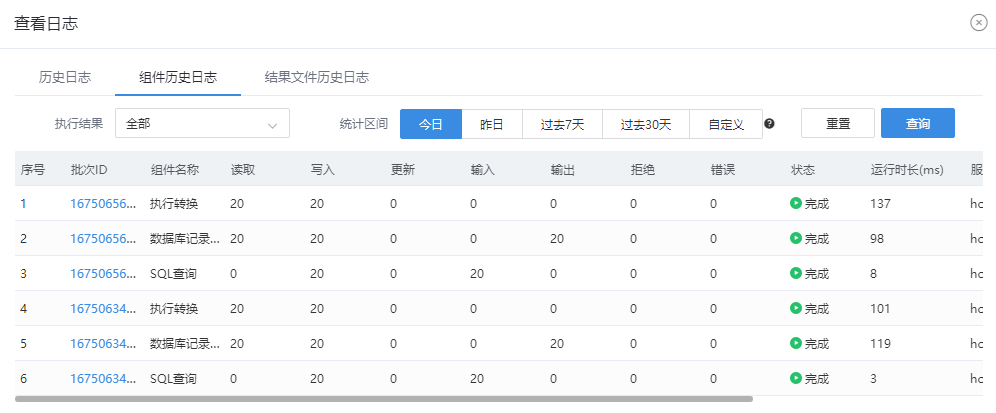 查看日志
历史日志 组件历史日志 结果文件历史日志
执行结果 全部 统计区间 今日 昨日 过去7天 过去30天 自定义 ? 重置 查询
序号 批次ID 组件名称 读取 写入 更新 输入 输出 拒绝 错误 状态 运行时长(ms) 服
1 16750656... 执行转换 20 20 0 0 0 0 0 完成 137 hc
2 16750656... 数据库记录... 20 20 0 0 20 0 0 完成 98 hc
3 16750656... SQL查询 0 20 0 20 0 0 0 完成 8 hc
4 16750634... 执行转换 20 20 0 0 0 0 0 完成 101 hc
5 16750634... 数据库记录... 20 20 0 0 20 0 0 完成 119 hc
6 16750634... SQL查询 0 20 0 20 0 0 0 完成 3 hc